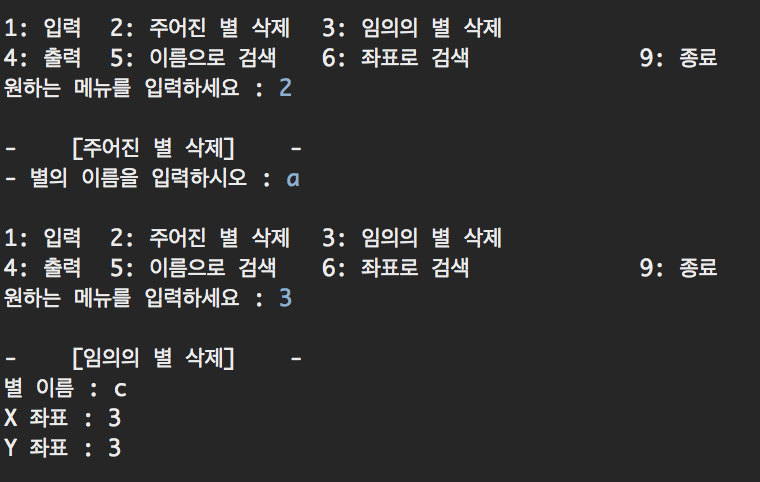 1: 입력 2: 주어진 별 삭제 3: 임의의 별 삭제
4: 출력 5: 이름으로 검색 6: 좌표로 검색 9: 종료
원하는 메뉴를 입력하세요 : 2
- [주어진 별 삭제] -
- 별의 이름을 입력하시오 : a
1: 입력 2: 주어진 별 삭제 3: 임의의 별 삭제
4: 출력 5: 이름으로 검색 6: 좌표로 검색 9: 종료
원하는 메뉴를 입력하세요 : 3
- [임의의 별 삭제] -
별 이름 : c
X 좌표 : 3
Y 좌표 : 3